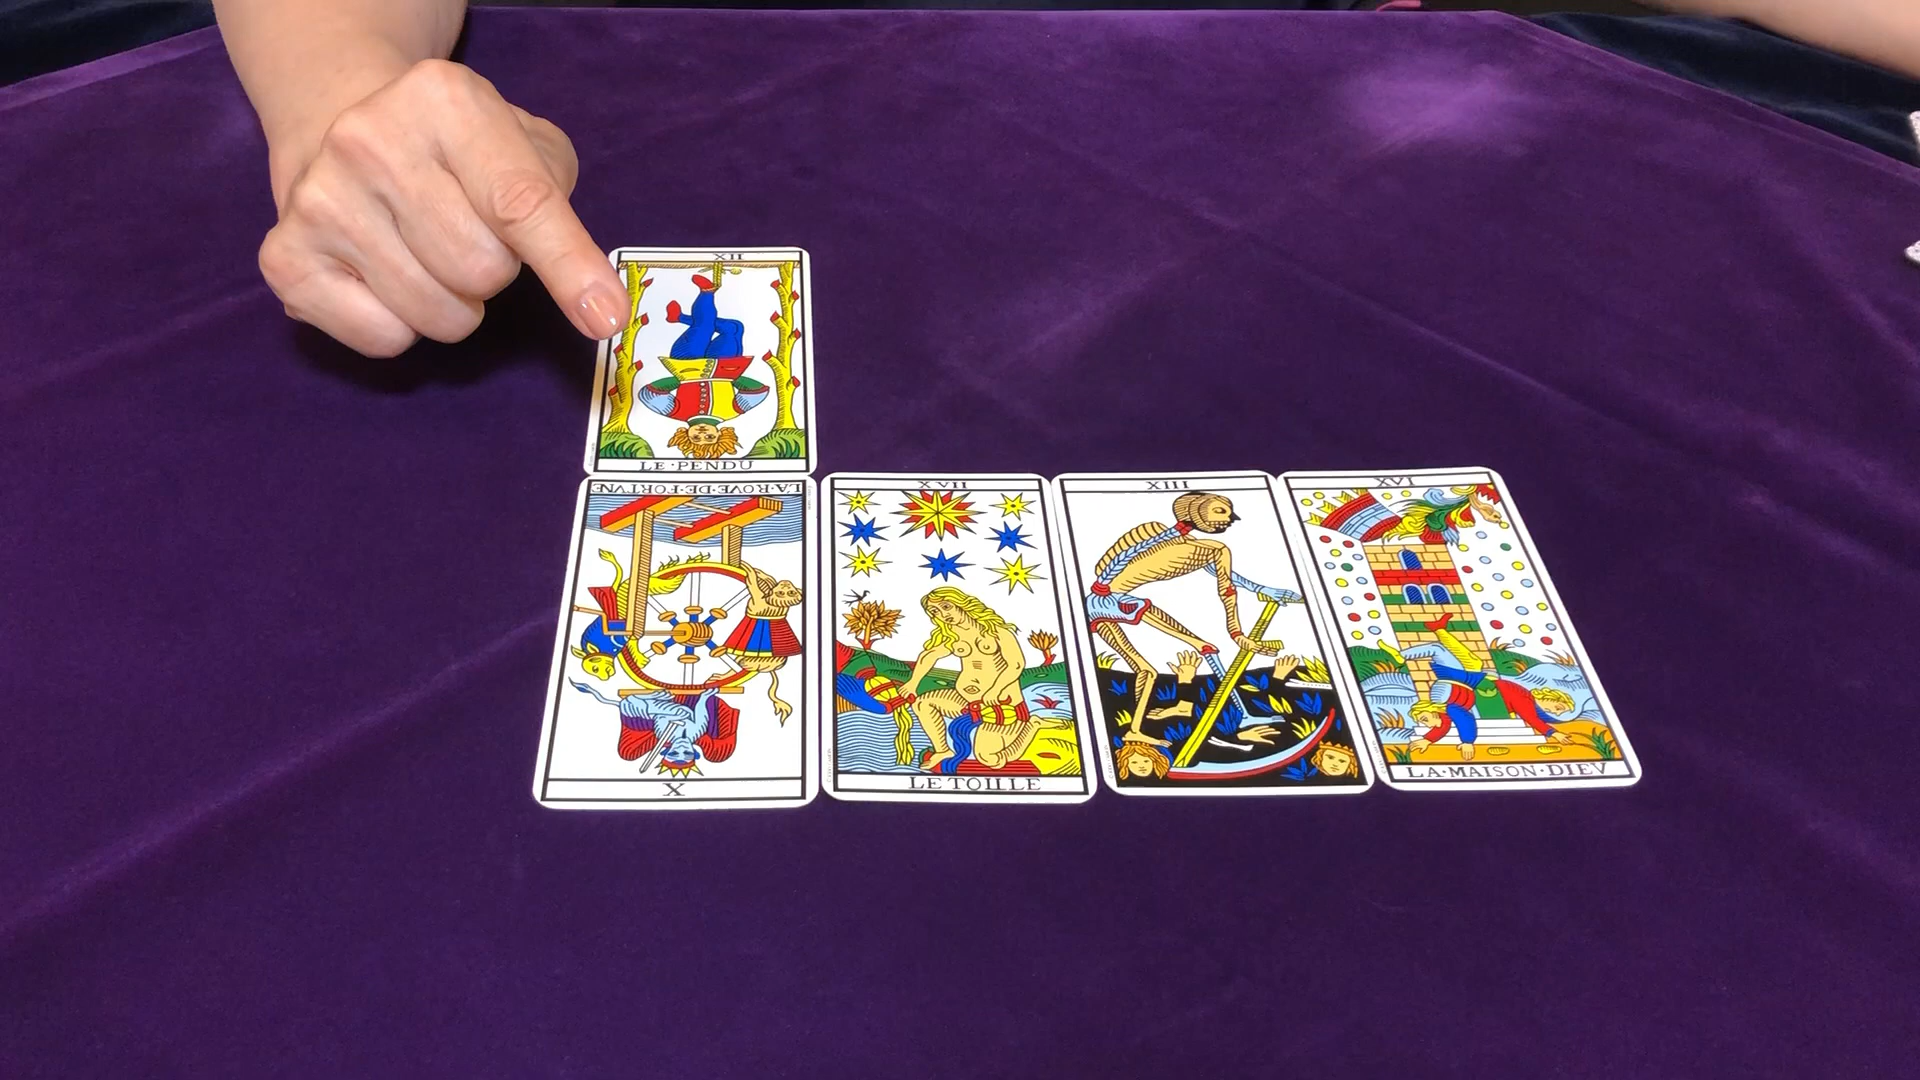 XII
LE·PENDU
LA·ROVE·DE·FORTVNE
X
XVII
LE TOILLE
XIII
XVI
LA·MAISON·DIEV